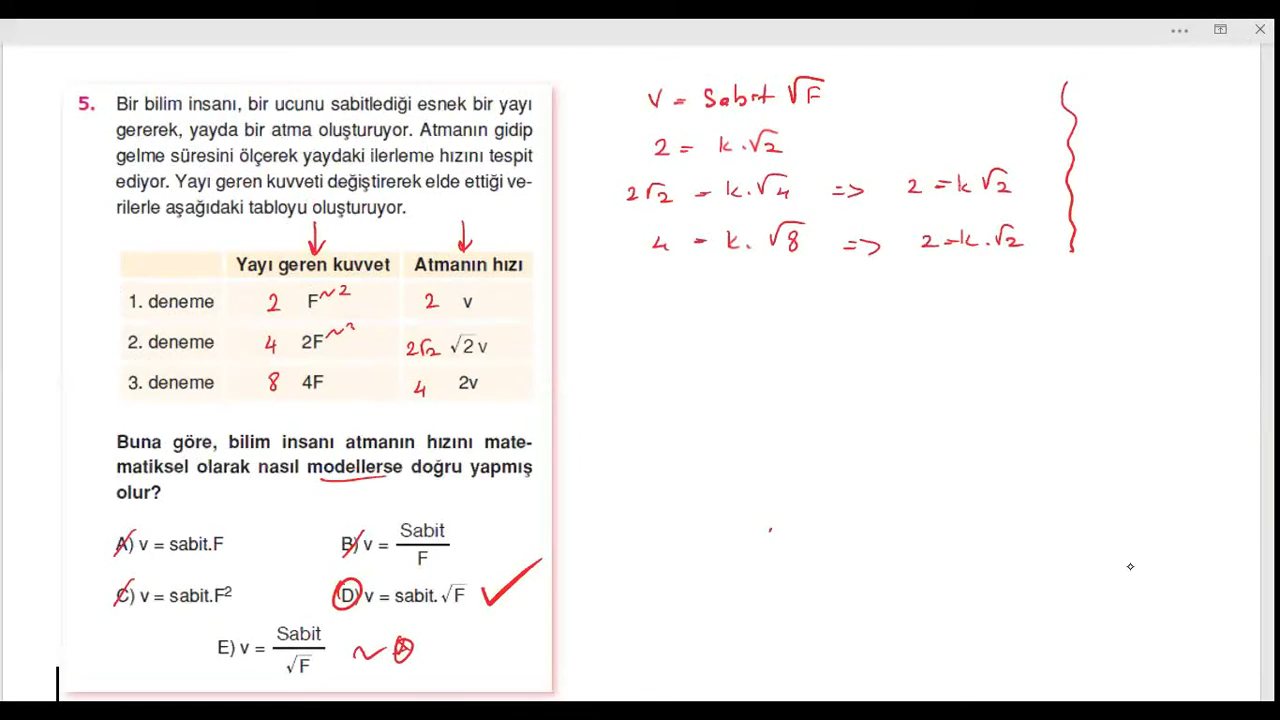 5. Bir bilim insanı, bir ucunu sabitlediği esnek bir yayı
gererek, yayda bir atma oluşturuyor. Atmanın gidip
gelme süresini ölçerek yaydaki ilerleme hızını tespit
ediyor. Yayı geren kuvveti değiştirerek elde ettiği ve-
rilerle aşağıdaki tabloyu oluşturuyor.
Yayı geren kuvvet Atmanın hızı
1. deneme 2 F ~2 2 v
2. deneme 4 2F 2√2 √2 v
3. deneme 8 4F 4 2v
Buna göre, bilim insanı atmanın hızını mate-
matiksel olarak nasıl modellerse doğru yapmış
olur?
A) v = sabit.F
B) v = Sabit / F
C) v = sabit.F²
D) v = sabit.√F
E) v = Sabit / √F
v = Sabit √F
2 = k.√2
2√2 = k.√4 => 2 = k√2
4 = k.√8 => 2 = k.√2